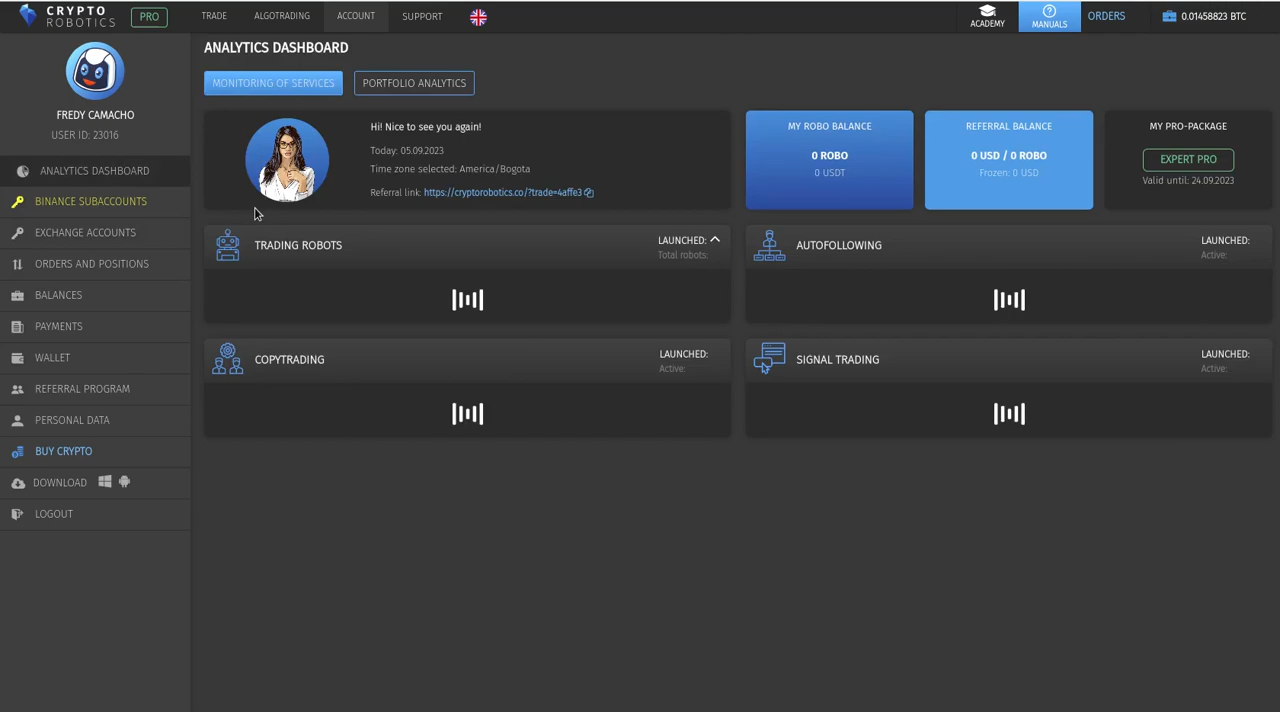 CRYPTO
ROBOTICS
PRO
TRADE
ALGOTRADING
ACCOUNT
SUPPORT
ACADEMY
MANUALS
ORDERS
0.01458823 BTC
FREDY CAMACHO
USER ID: 23016
ANALYTICS DASHBOARD
BINANCE SUBACCOUNTS
EXCHANGE ACCOUNTS
ORDERS AND POSITIONS
BALANCES
PAYMENTS
WALLET
REFERRAL PROGRAM
PERSONAL DATA
BUY CRYPTO
DOWNLOAD
LOGOUT
ANALYTICS DASHBOARD
MONITORING OF SERVICES
PORTFOLIO ANALYTICS
Hi! Nice to see you again!
Today: 05.09.2023
Time zone selected: America/Bogota
Referral link: https://cryptorobotics.co/?trade=4affe3
MY ROBO BALANCE
0 ROBO
0 USDT
REFERRAL BALANCE
0 USD / 0 ROBO
Frozen: 0 USD
MY PRO-PACKAGE
EXPERT PRO
Valid until: 24.09.2023
TRADING ROBOTS
LAUNCHED:
Total robots:
AUTOFOLLOWING
LAUNCHED:
Active:
COPYTRADING
LAUNCHED:
Active:
SIGNAL TRADING
LAUNCHED:
Active: